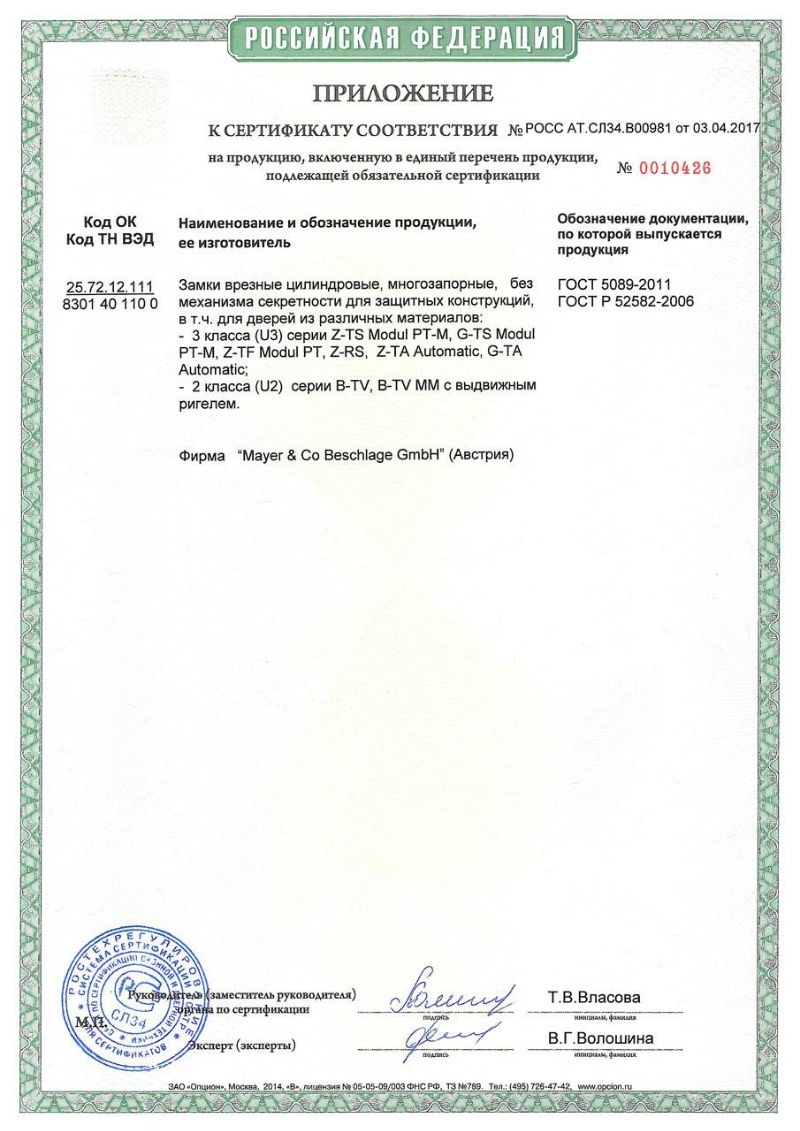 РОССИЙСКАЯ ФЕДЕРАЦИЯ
ПРИЛОЖЕНИЕ
К СЕРТИФИКАТУ СООТВЕТСТВИЯ № РОСС AT.СЛ34.В00981 от 03.04.2017
на продукцию, включенную в единый перечень продукции,
подлежащей обязательной сертификации
№ 0010426
Код ОК
Код ТН ВЭД
Наименование и обозначение продукции,
ее изготовитель
Обозначение документации,
по которой выпускается
продукция
25.72.12.111
8301 40 110 0
Замки врезные цилиндровые, многозапорные, без
механизма секретности для защитных конструкций,
в т.ч. для дверей из различных материалов:
- 3 класса (U3) серии Z-TS Modul PT-M, G-TS Modul
PT-M, Z-TF Modul PT, Z-RS, Z-TA Automatic, G-TA
Automatic;
- 2 класса (U2) серии B-TV, B-TV MM с выдвижным
ригелем.
ГОСТ 5089-2011
ГОСТ Р 52582-2006
Фирма “Mayer & Co Beschlage GmbH” (Австрия)
РОСТЕХРЕГУЛИРОВ
СИСТЕМА СЕРТИФИКАЦИИ
СЛ34
ДЛЯ СЕРТИФИКАТОВ
М.П.
Руководитель (заместитель руководителя)
органа по сертификации
подпись
Т.В.Власова
инициалы, фамилия
Эксперт (эксперты)
подпись
В.Г.Волошина
инициалы, фамилия
ЗАО «Опцион», Москва, 2014, «В», лицензия № 05-05-09/003 ФНС РФ, ТЗ №789. Тел.: (495) 726-47-42, www.opcion.ru